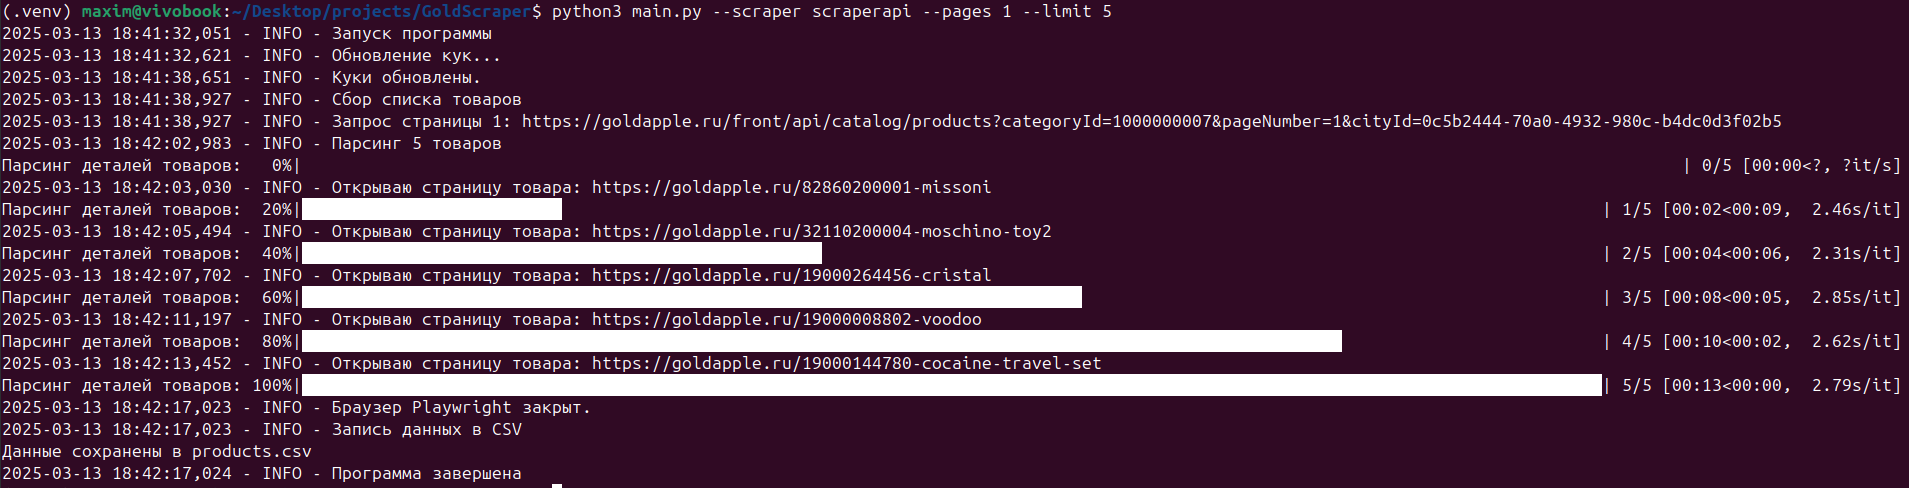 (.venv) maxim@vivobook:~/Desktop/projects/GoldScraper$ python3 main.py --scraper scraperapi --pages 1 --limit 5
2025-03-13 18:41:32,051 - INFO - Запуск программы
2025-03-13 18:41:32,621 - INFO - Обновление кук...
2025-03-13 18:41:38,651 - INFO - Куки обновлены.
2025-03-13 18:41:38,927 - INFO - Сбор списка товаров
2025-03-13 18:41:38,927 - INFO - Запрос страницы 1: https://goldapple.ru/front/api/catalog/products?categoryId=1000000007&pageNumber=1&cityId=0c5b2444-70a0-4932-980c-b4dc0d3f02b5
2025-03-13 18:42:02,983 - INFO - Парсинг 5 товаров
Парсинг деталей товаров:   0%| | 0/5 [00:00<?, ?it/s]
2025-03-13 18:42:03,030 - INFO - Открываю страницу товара: https://goldapple.ru/82860200001-missoni
Парсинг деталей товаров:  20%| | 1/5 [00:02<00:09,  2.46s/it]
2025-03-13 18:42:05,494 - INFO - Открываю страницу товара: https://goldapple.ru/32110200004-moschino-toy2
Парсинг деталей товаров:  40%| | 2/5 [00:04<00:06,  2.31s/it]
2025-03-13 18:42:07,702 - INFO - Открываю страницу товара: https://goldapple.ru/19000264456-cristal
Парсинг деталей товаров:  60%| | 3/5 [00:08<00:05,  2.85s/it]
2025-03-13 18:42:11,197 - INFO - Открываю страницу товара: https://goldapple.ru/19000008802-voodoo
Парсинг деталей товаров:  80%| | 4/5 [00:10<00:02,  2.62s/it]
2025-03-13 18:42:13,452 - INFO - Открываю страницу товара: https://goldapple.ru/19000144780-cocaine-travel-set
Парсинг деталей товаров: 100%| | 5/5 [00:13<00:00,  2.79s/it]
2025-03-13 18:42:17,023 - INFO - Браузер Playwright закрыт.
2025-03-13 18:42:17,023 - INFO - Запись данных в CSV
Данные сохранены в products.csv
2025-03-13 18:42:17,024 - INFO - Программа завершена